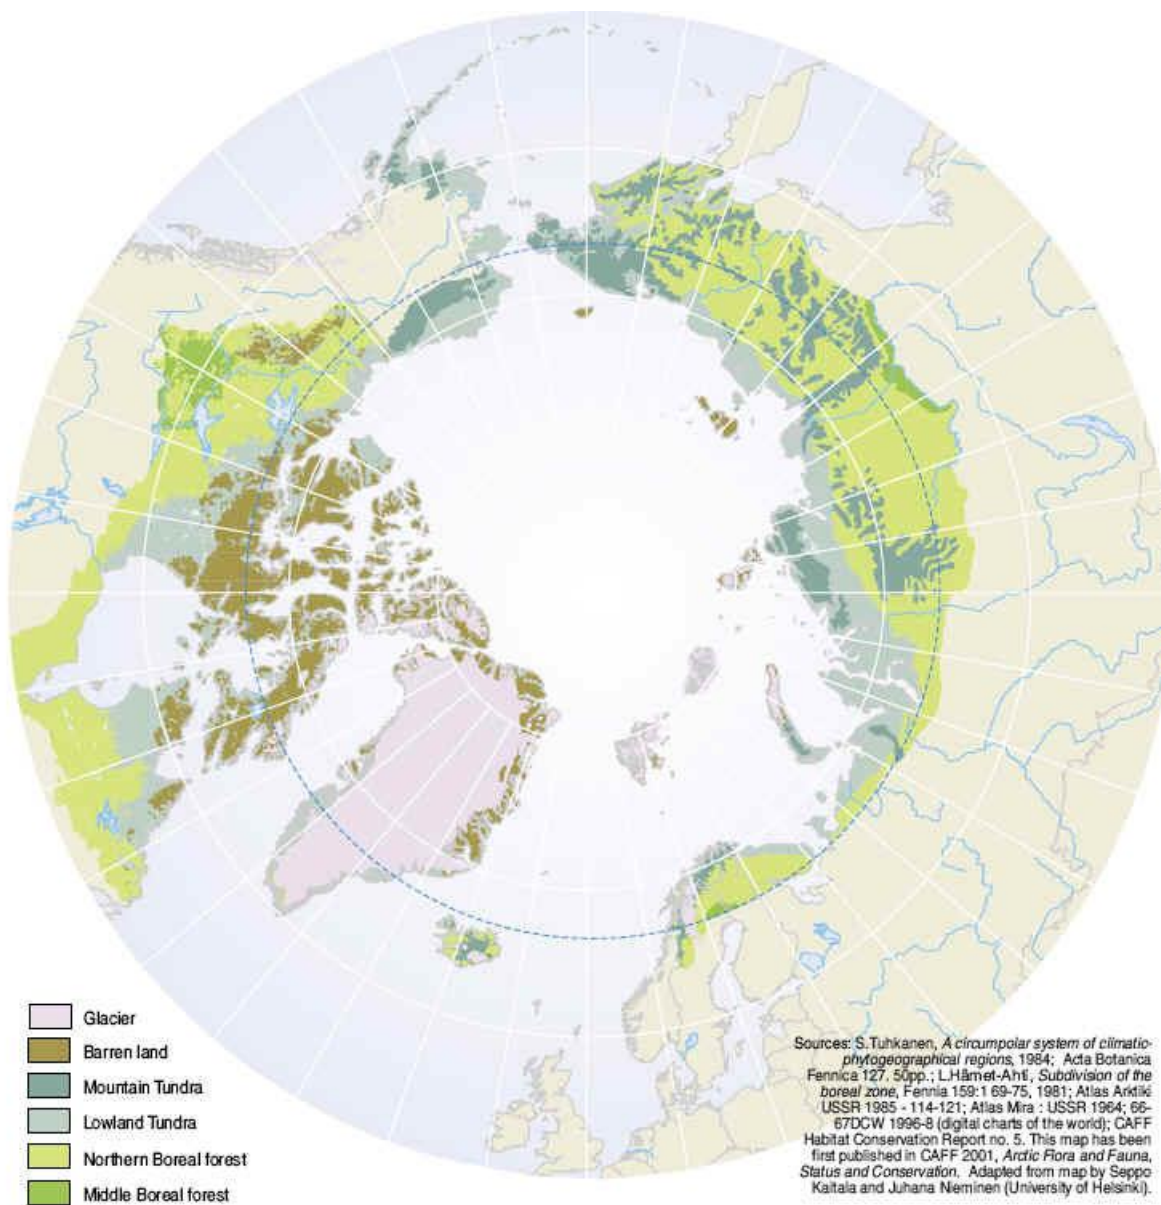 Glacier
Barren land
Mountain Tundra
Lowland Tundra
Northern Boreal forest
Middle Boreal forest
Sources: S.Tuhkanen, A circumpolar system of climatic-
phytogeographical regions, 1984; Acta Botanica
Fennica 127. 50pp.; L.Hämet-Ahti, Subdivision of the
boreal zone, Fennia 159:1 69-75, 1981; Atlas Arktiki
USSR 1985 - 114-121; Atlas Mira : USSR 1964; 66-
67DCW 1996-8 (digital charts of the world); CAFF
Habitat Conservation Report no. 5. This map has been
first published in CAFF 2001, Arctic Flora and Fauna,
Status and Conservation. Adapted from map by Seppo
Kaitala and Juhana Nieminen (University of Helsinki).